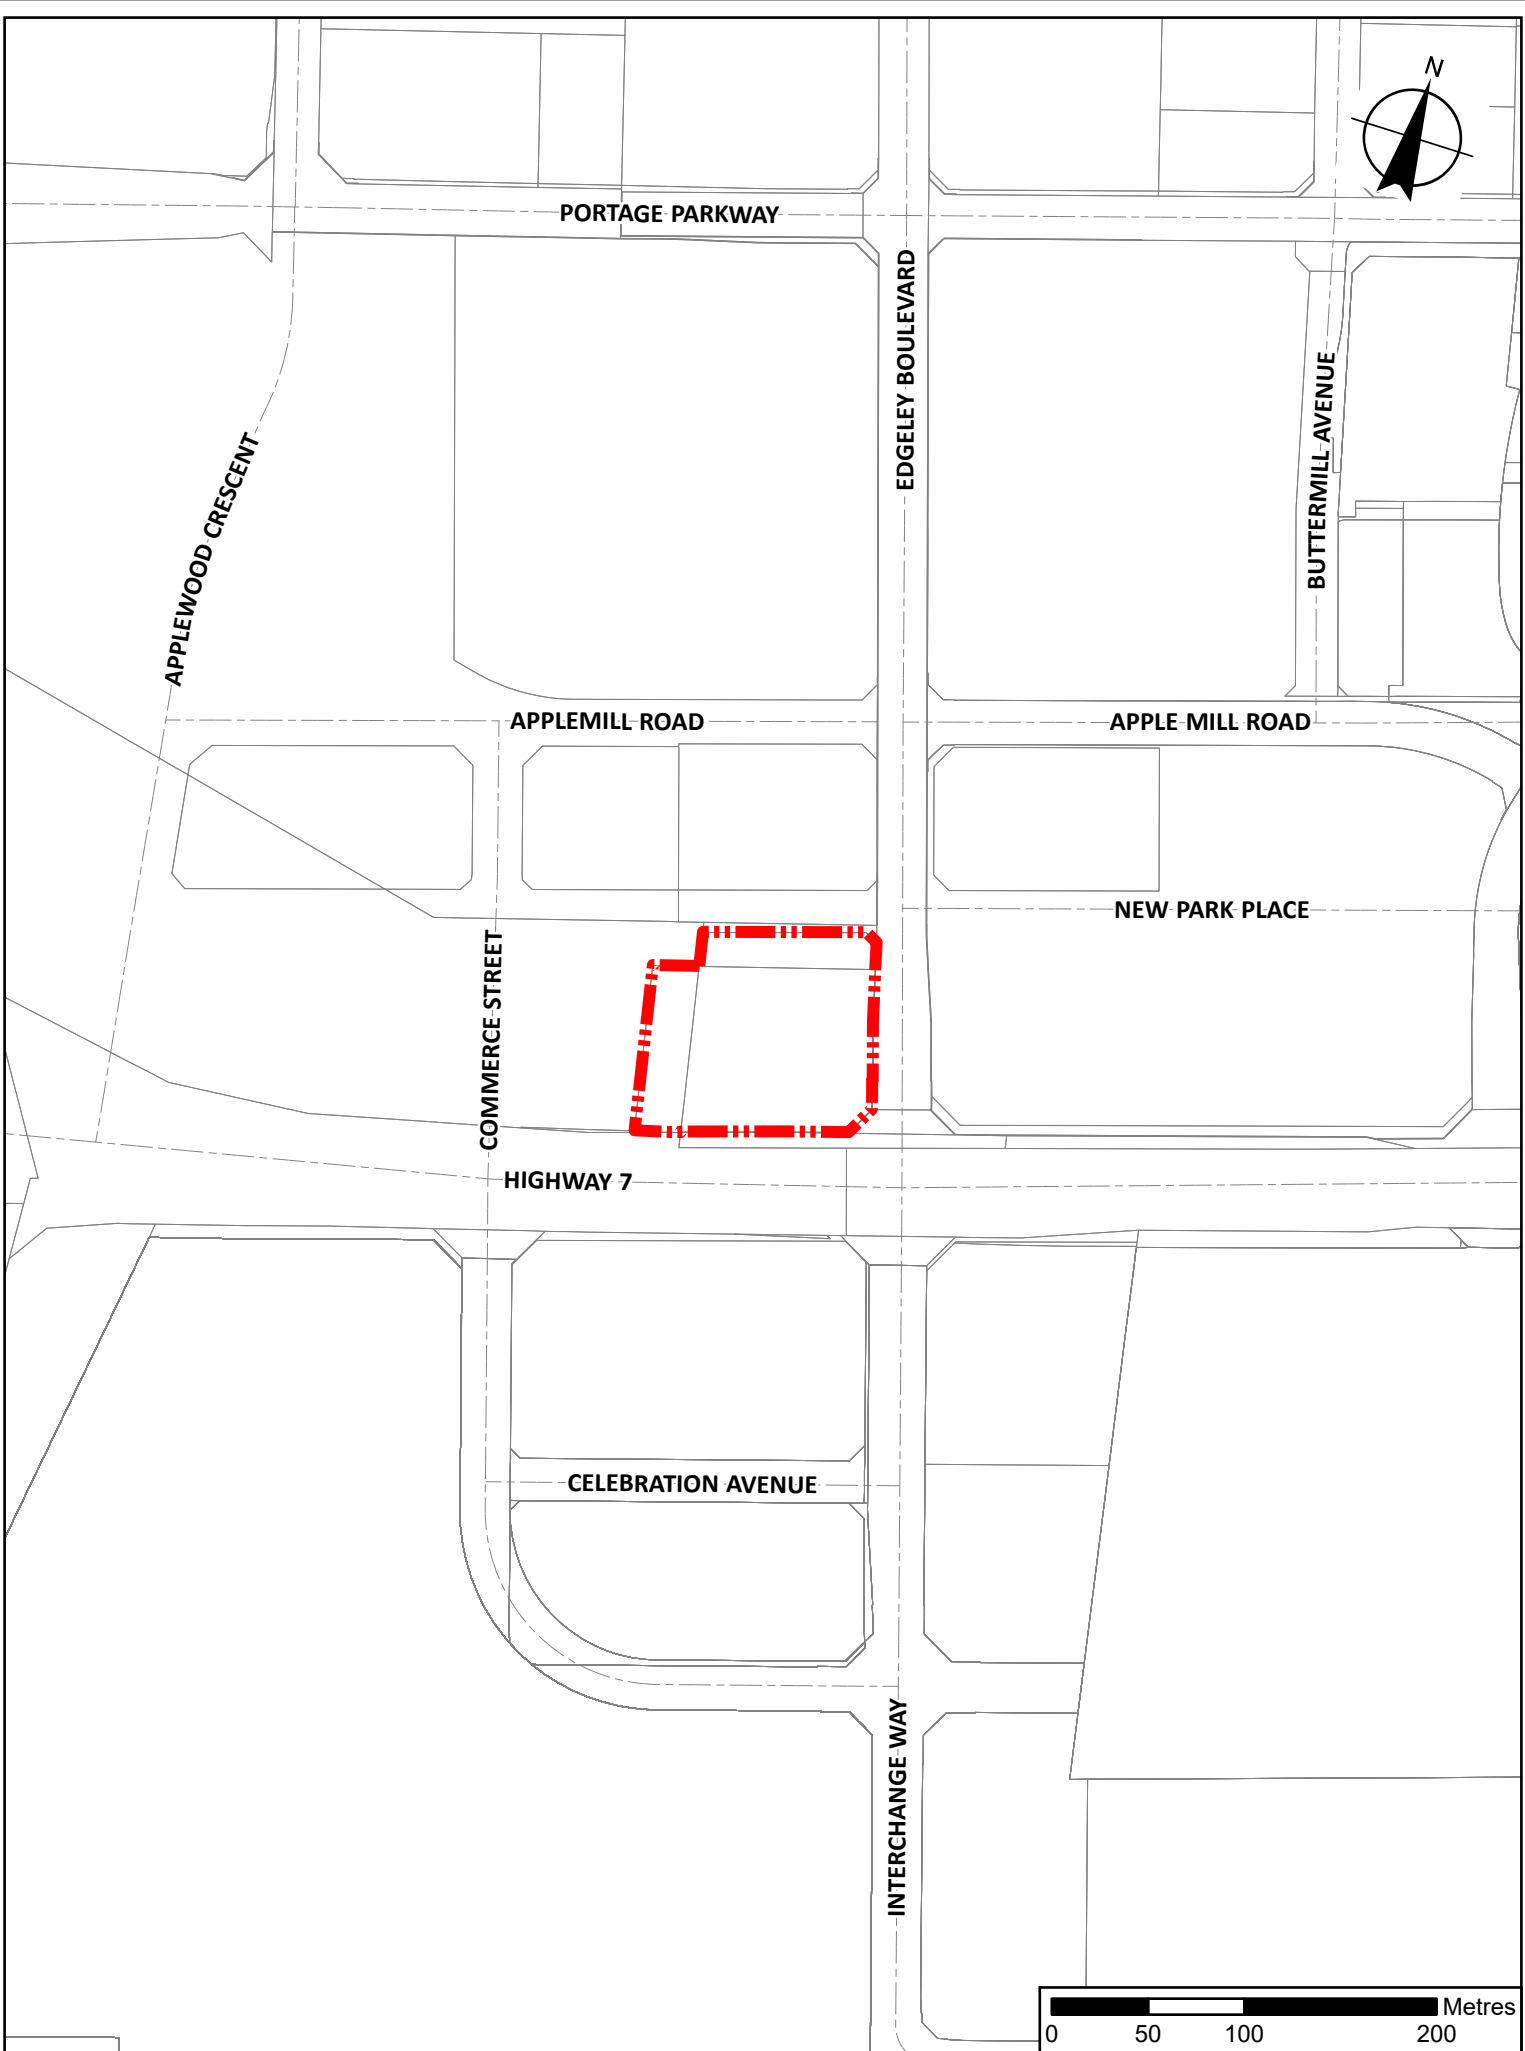 N
PORTAGE PARKWAY
EDGELEY BOULEVARD
BUTTERMILL AVENUE
APPLEWOOD CRESCENT
APPLEMILL ROAD
APPLE MILL ROAD
NEW PARK PLACE
COMMERCE STREET
HIGHWAY 7
CELEBRATION AVENUE
INTERCHANGE WAY
Metres
0 50 100 200